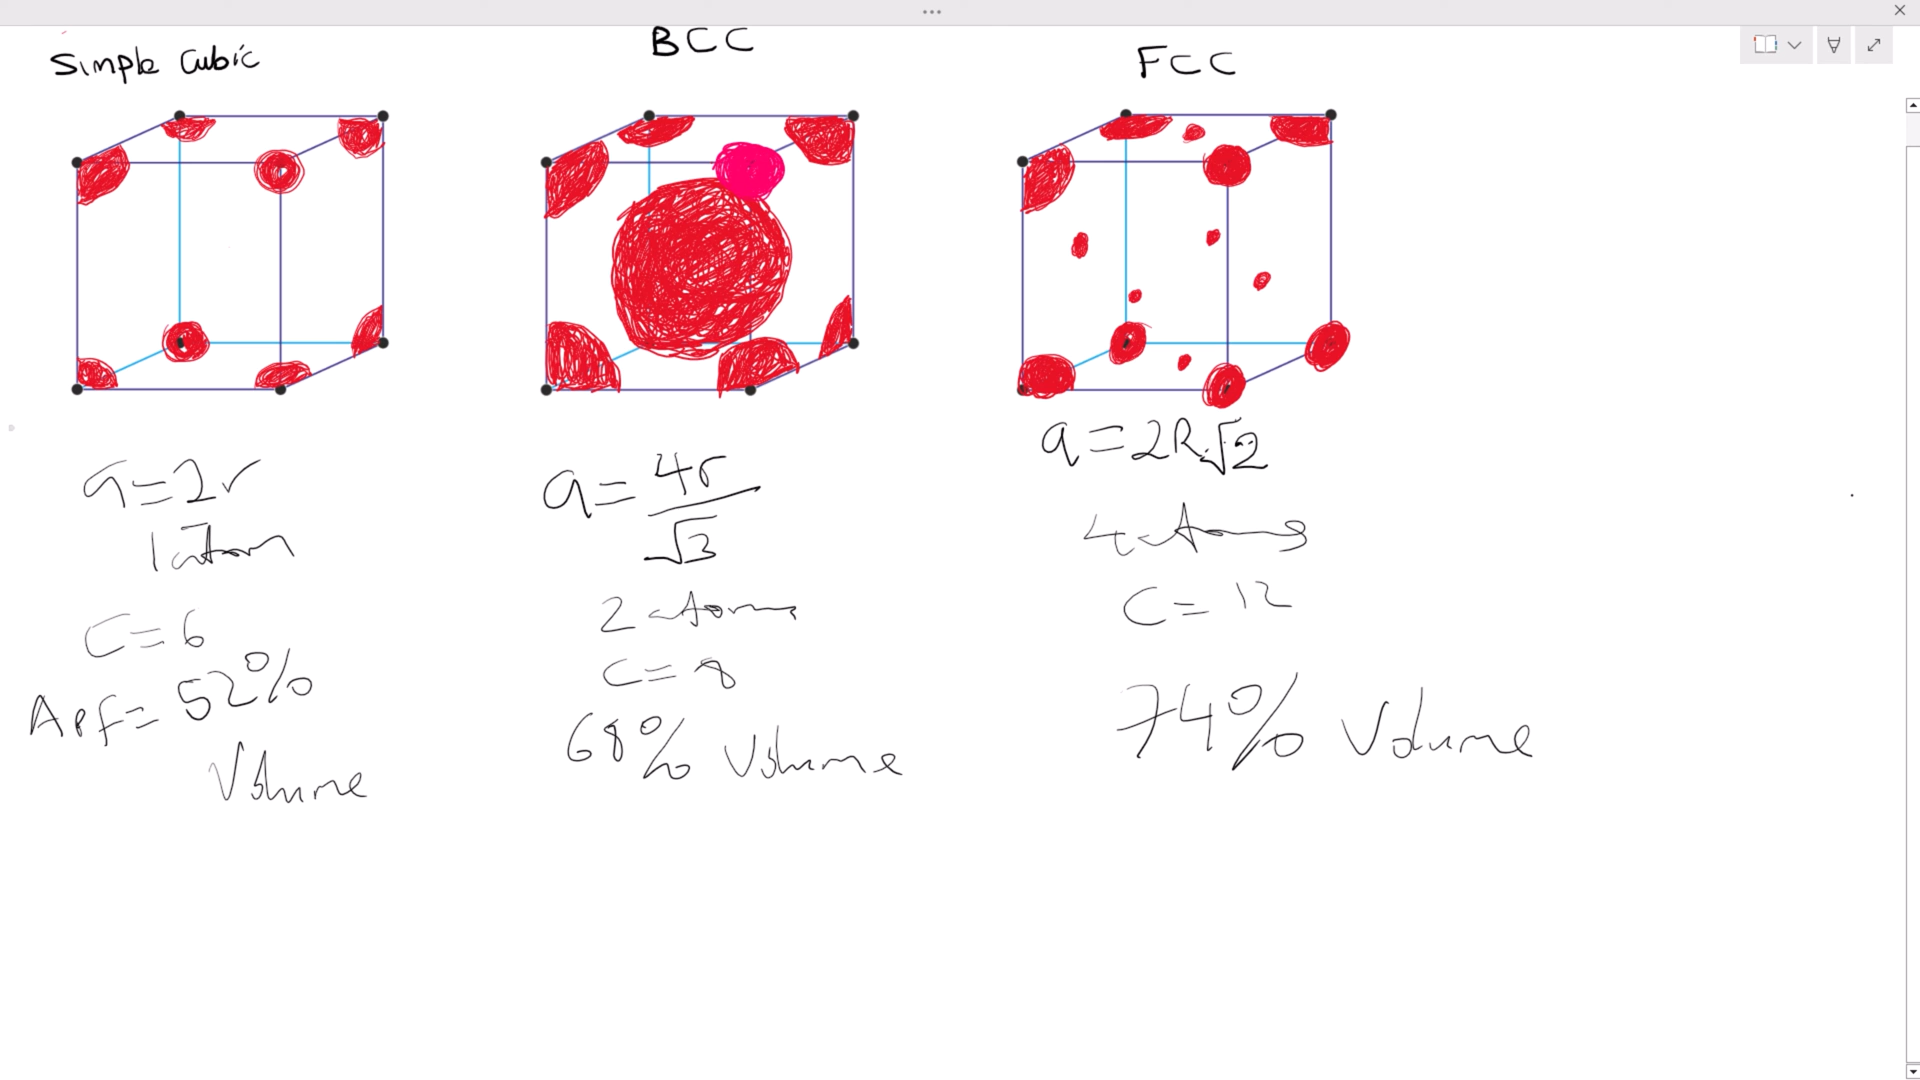 Simple Cubic
a=2r
1 atom
C=6
APF= 52%
Volume
BCC
a= 4r/√3
2 atoms
C= 8
68% Volume
FCC
a=2R√2
4 atoms
C= 12
74% Volume